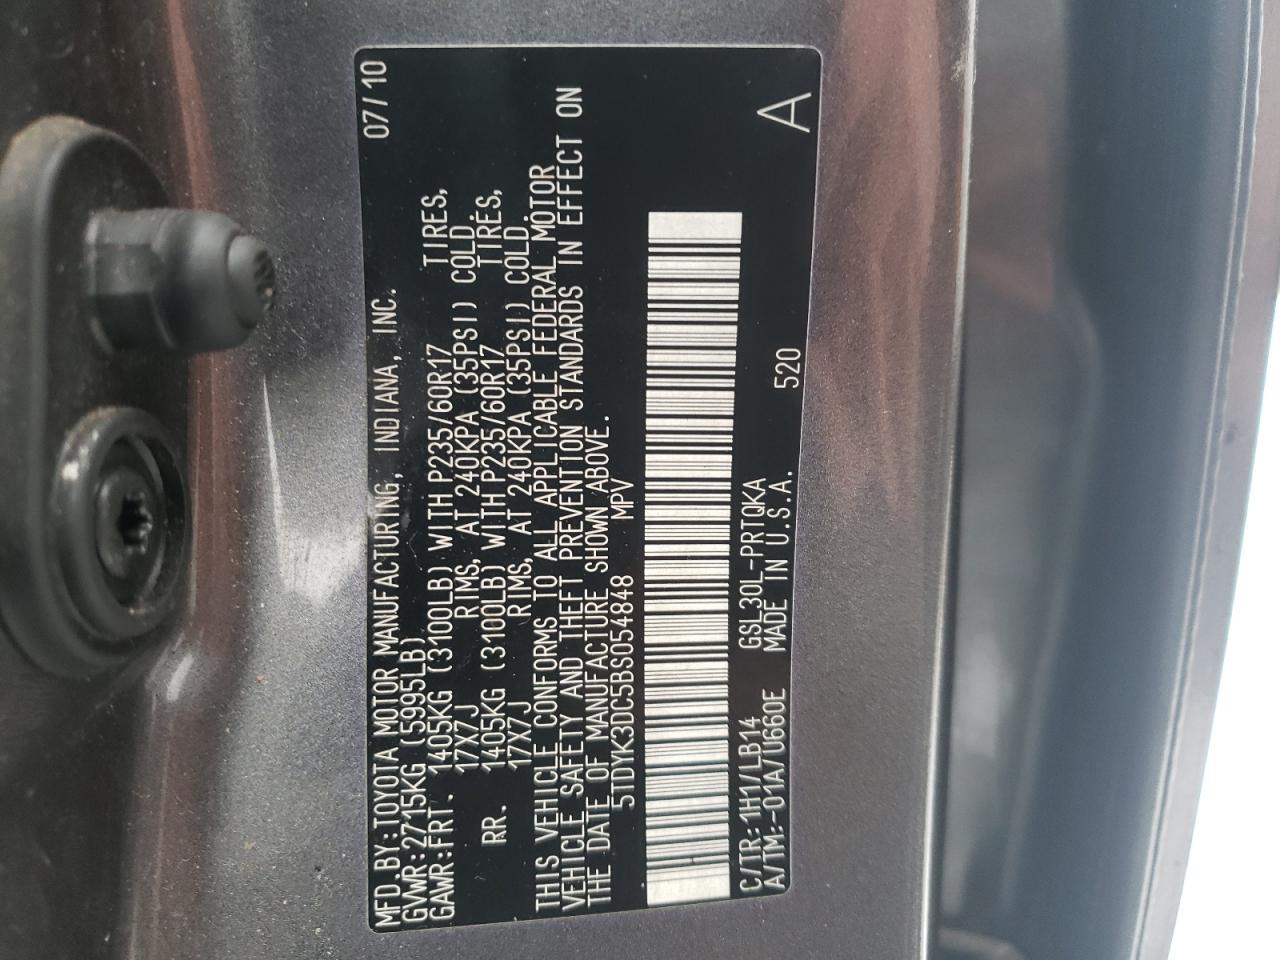 MFD.BY:TOYOTA MOTOR MANUFACTURING, INDIANA, INC. 07/10
GVWR:2715KG (5995LB)
GAWR:FRT. 1405KG (3100LB) WITH P235/60R17 TIRES,
17X7J RIMS, AT 240KPA (35PSI) COLD.
RR. 1405KG (3100LB) WITH P235/60R17 TIRES,
17X7J RIMS, AT 240KPA (35PSI) COLD.
THIS VEHICLE CONFORMS TO ALL APPLICABLE FEDERAL MOTOR
VEHICLE SAFETY AND THEFT PREVENTION STANDARDS IN EFFECT ON
THE DATE OF MANUFACTURE SHOWN ABOVE.
5TDYK3DC5BS054848 MPV
C/TR:1H1/LB14 GSL30L-PRTQKA
A/TM:-01A/U660E MADE IN U.S.A. 520 A